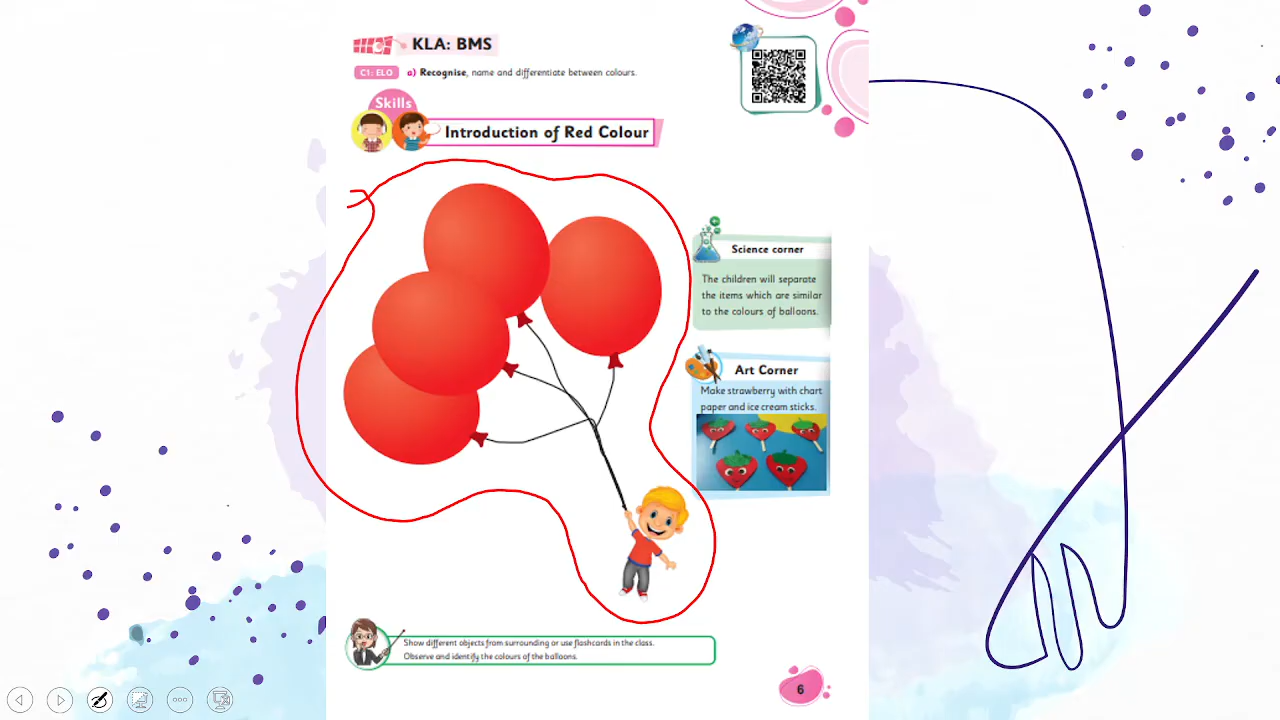 KLA: BMS
C1: ELO a) Recognise, name and differentiate between colours.
Skills
Introduction of Red Colour
Science corner
The children will separate
the items which are similar
to the colours of balloons.
Art Corner
Make strawberry with chart
paper and ice cream sticks.
Show different objects from surrounding or use flashcards in the class.
Observe and identify the colours of the balloons.
6